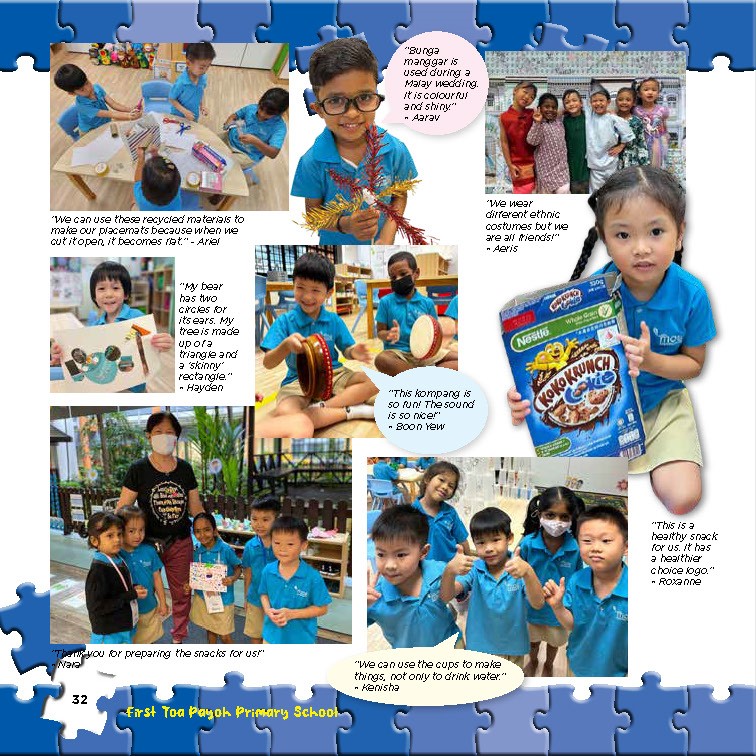 "Bunga
manggar is
used during a
Malay wedding.
It is colourful
and shiny."
- Aarav
"We can use these recycled materials to
make our placemats because when we
cut it open, it becomes flat." - Ariel
"We wear
different ethnic
costumes but we
are all friends!"
- Aeris
"My bear
has two
circles for
its ears. My
tree is made
up of a
triangle and
a 'skinny'
rectangle."
- Hayden
"This kompang is
so fun! The sound
is so nice!"
- Boon Yew
Whole Grain
Nestlé
KOKO KRUNCH
Cookie
"This is a
healthy snack
for us. It has
a healthier
choice logo."
- Roxanne
"Thank you for preparing the snacks for us!"
- Nara
"We can use the cups to make
things, not only to drink water."
- Kenisha
32
First Toa Payoh Primary School